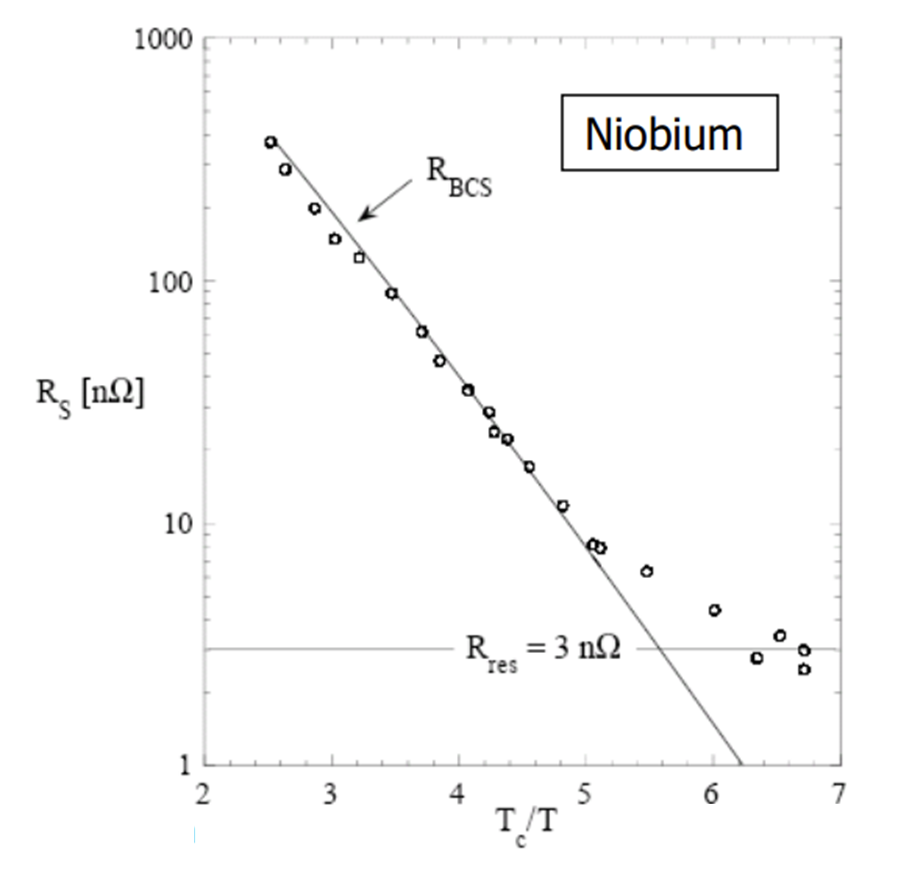 1000
Niobium
R_BCS
100
R_S [nΩ]
10
R_res = 3 nΩ
1
2 3 4 5 6 7
T_c/T